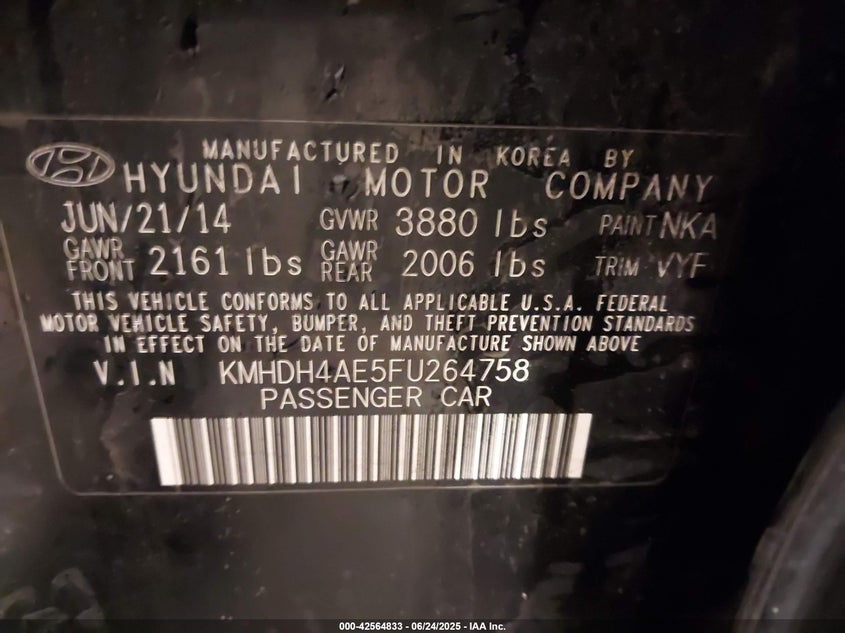 MANUFACTURED IN KOREA BY
HYUNDAI MOTOR COMPANY
JUN/21/14 GVWR 3880 lbs PAINT NKA
GAWR FRONT 2161 lbs GAWR REAR 2006 lbs TRIM VYF
THIS VEHICLE CONFORMS TO ALL APPLICABLE U.S.A. FEDERAL
MOTOR VEHICLE SAFETY, BUMPER, AND THEFT PREVENTION STANDARDS
IN EFFECT ON THE DATE OF MANUFACTURE SHOWN ABOVE
V.I.N KMHDH4AE5FU264758
PASSENGER CAR
000-42564833 - 06/24/2025 - IAA Inc.